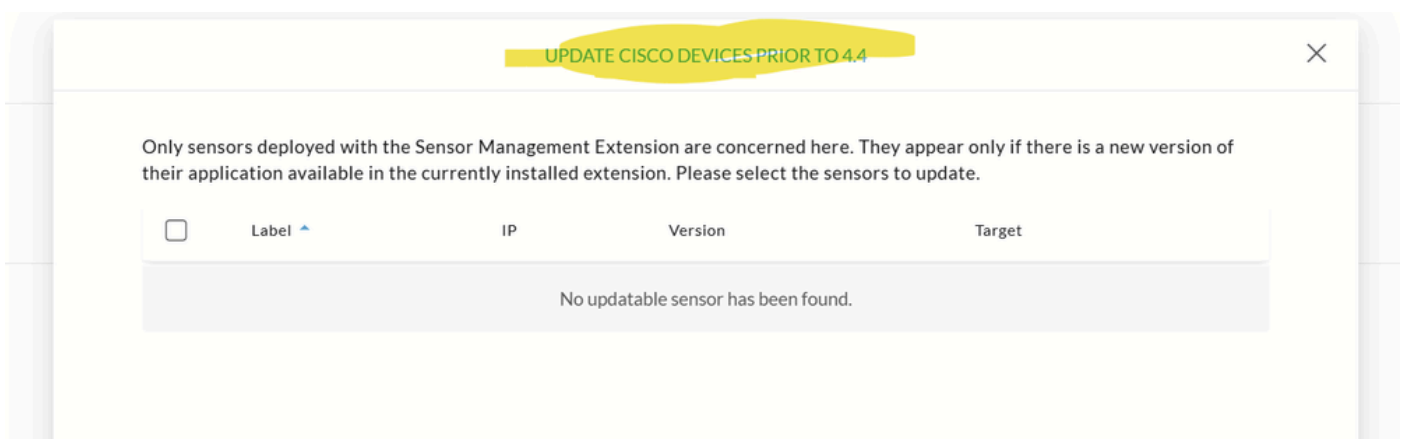 UPDATE CISCO DEVICES PRIOR TO 4.4
Only sensors deployed with the Sensor Management Extension are concerned here. They appear only if there is a new version of
their application available in the currently installed extension. Please select the sensors to update.
Label IP Version Target
No updatable sensor has been found.